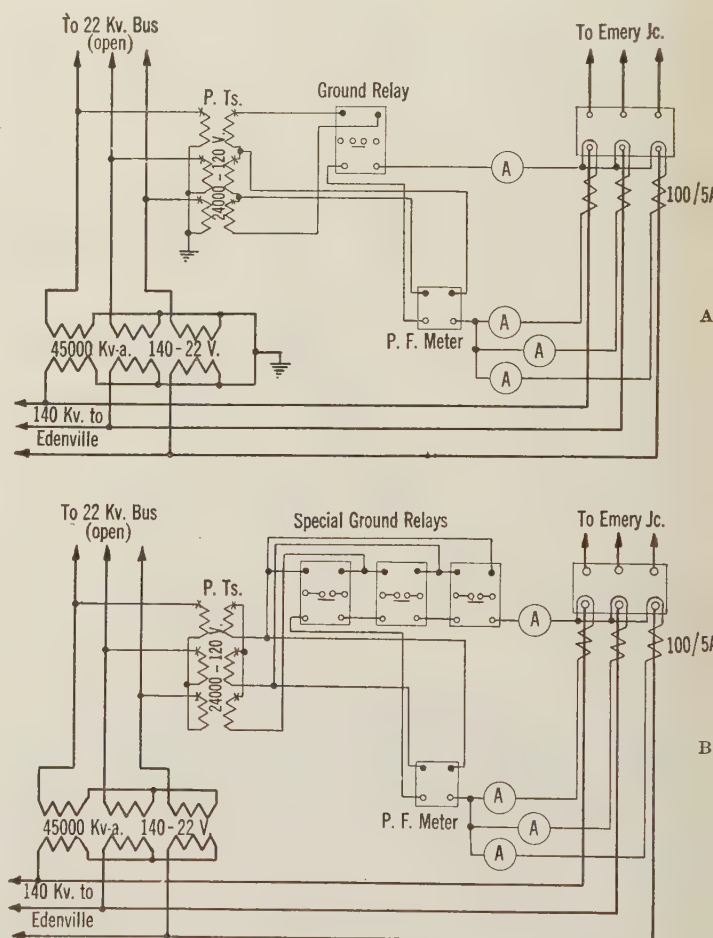 To 22 Kv. Bus
(open)
To Emery Jc.
P. Ts.
Ground Relay
24000 - 120 V.
A
100/5A
P. F. Meter
A
A
A
A
45000 Kv-a. 140 - 22 V.
140 Kv. to
Edenville
To 22 Kv. Bus
(open)
Special Ground Relays
To Emery Jc.
P. Ts.
24000 - 120 V.
A
100/5A
B
P. F. Meter
A
A
A
45000 Kv-a. 140 - 22 V.
140 Kv. to
Edenville